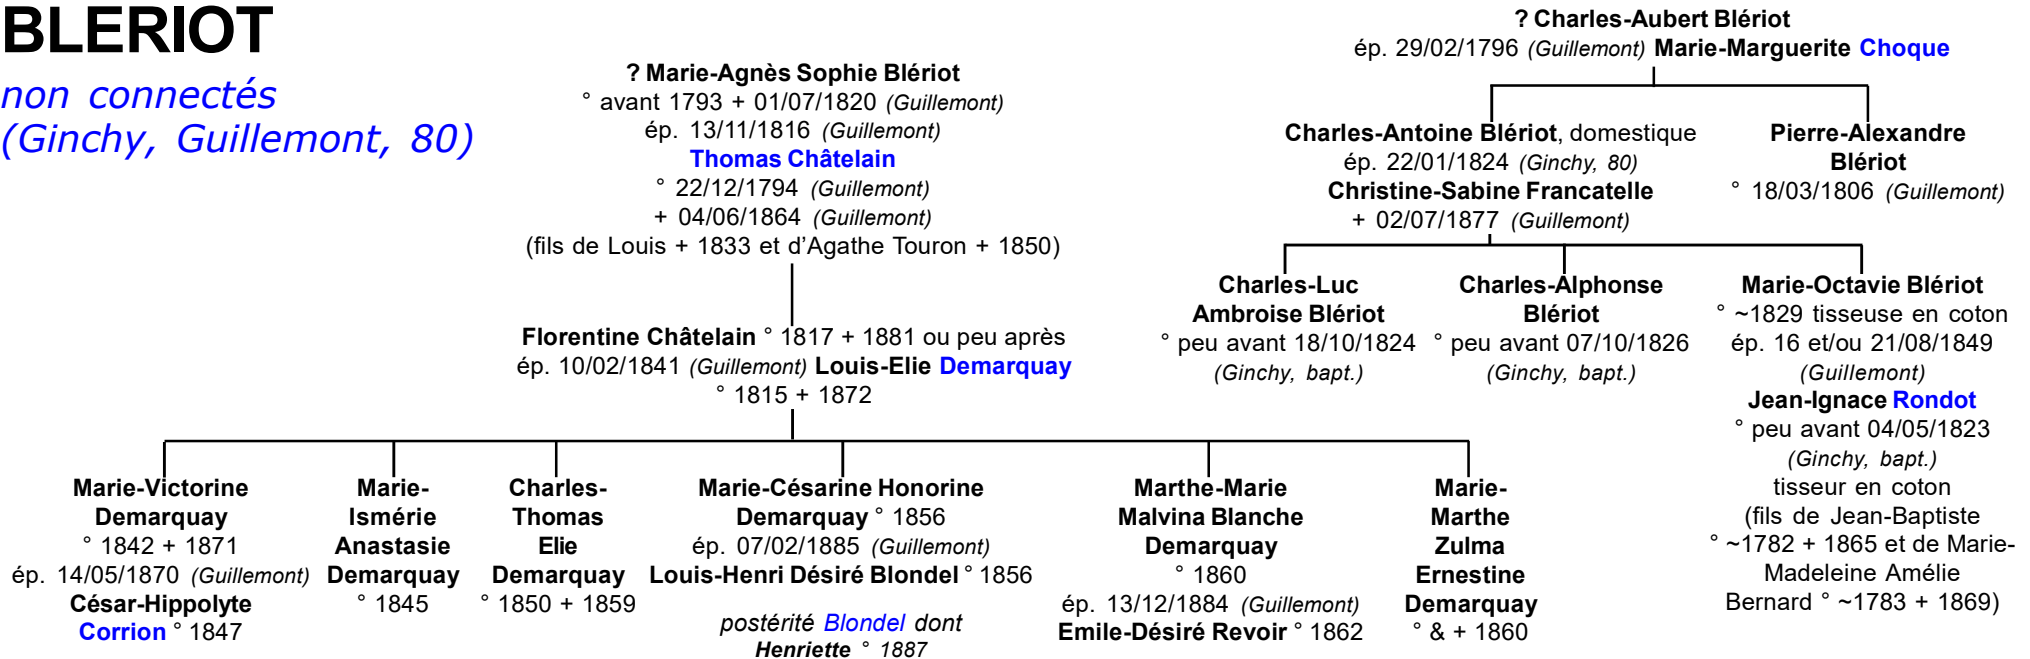 BLERIOT
non connectés
(Ginchy, Guillemont, 80)
? Marie-Agnès Sophie Blériot
° avant 1793 + 01/07/1820 (Guillemont)
ép. 13/11/1816 (Guillemont)
Thomas Châtelain
° 22/12/1794 (Guillemont)
+ 04/06/1864 (Guillemont)
(fils de Louis + 1833 et d'Agathe Touron + 1850)
Florentine Châtelain ° 1817 + 1881 ou peu après
ép. 10/02/1841 (Guillemont) Louis-Elie Demarquay
° 1815 + 1872
Marie-Victorine
Demarquay
° 1842 + 1871
ép. 14/05/1870 (Guillemont)
César-Hippolyte
Corrion ° 1847
Marie-
Ismérie
Anastasie
Demarquay
° 1845
Charles-
Thomas
Elie
Demarquay
° 1850 + 1859
Marie-Césarine Honorine
Demarquay ° 1856
ép. 07/02/1885 (Guillemont)
Louis-Henri Désiré Blondel ° 1856
postérité Blondel dont
Henriette ° 1887
Marthe-Marie
Malvina Blanche
Demarquay
° 1860
ép. 13/12/1884 (Guillemont)
Emile-Désiré Revoir ° 1862
Marie-
Marthe
Zulma
Ernestine
Demarquay
° & + 1860
? Charles-Aubert Blériot
ép. 29/02/1796 (Guillemont) Marie-Marguerite Choque
Charles-Antoine Blériot, domestique
ép. 22/01/1824 (Ginchy, 80)
Christine-Sabine Francatelle
+ 02/07/1877 (Guillemont)
Pierre-Alexandre
Blériot
° 18/03/1806 (Guillemont)
Charles-Luc
Ambroise Blériot
° peu avant 18/10/1824
(Ginchy, bapt.)
Charles-Alphonse
Blériot
° peu avant 07/10/1826
(Ginchy, bapt.)
Marie-Octavie Blériot
° ~1829 tisseuse en coton
ép. 16 et/ou 21/08/1849
(Guillemont)
Jean-Ignace Rondot
° peu avant 04/05/1823
(Ginchy, bapt.)
tisseur en coton
(fils de Jean-Baptiste
° ~1782 + 1865 et de Marie-
Madeleine Amélie
Bernard ° ~1783 + 1869)